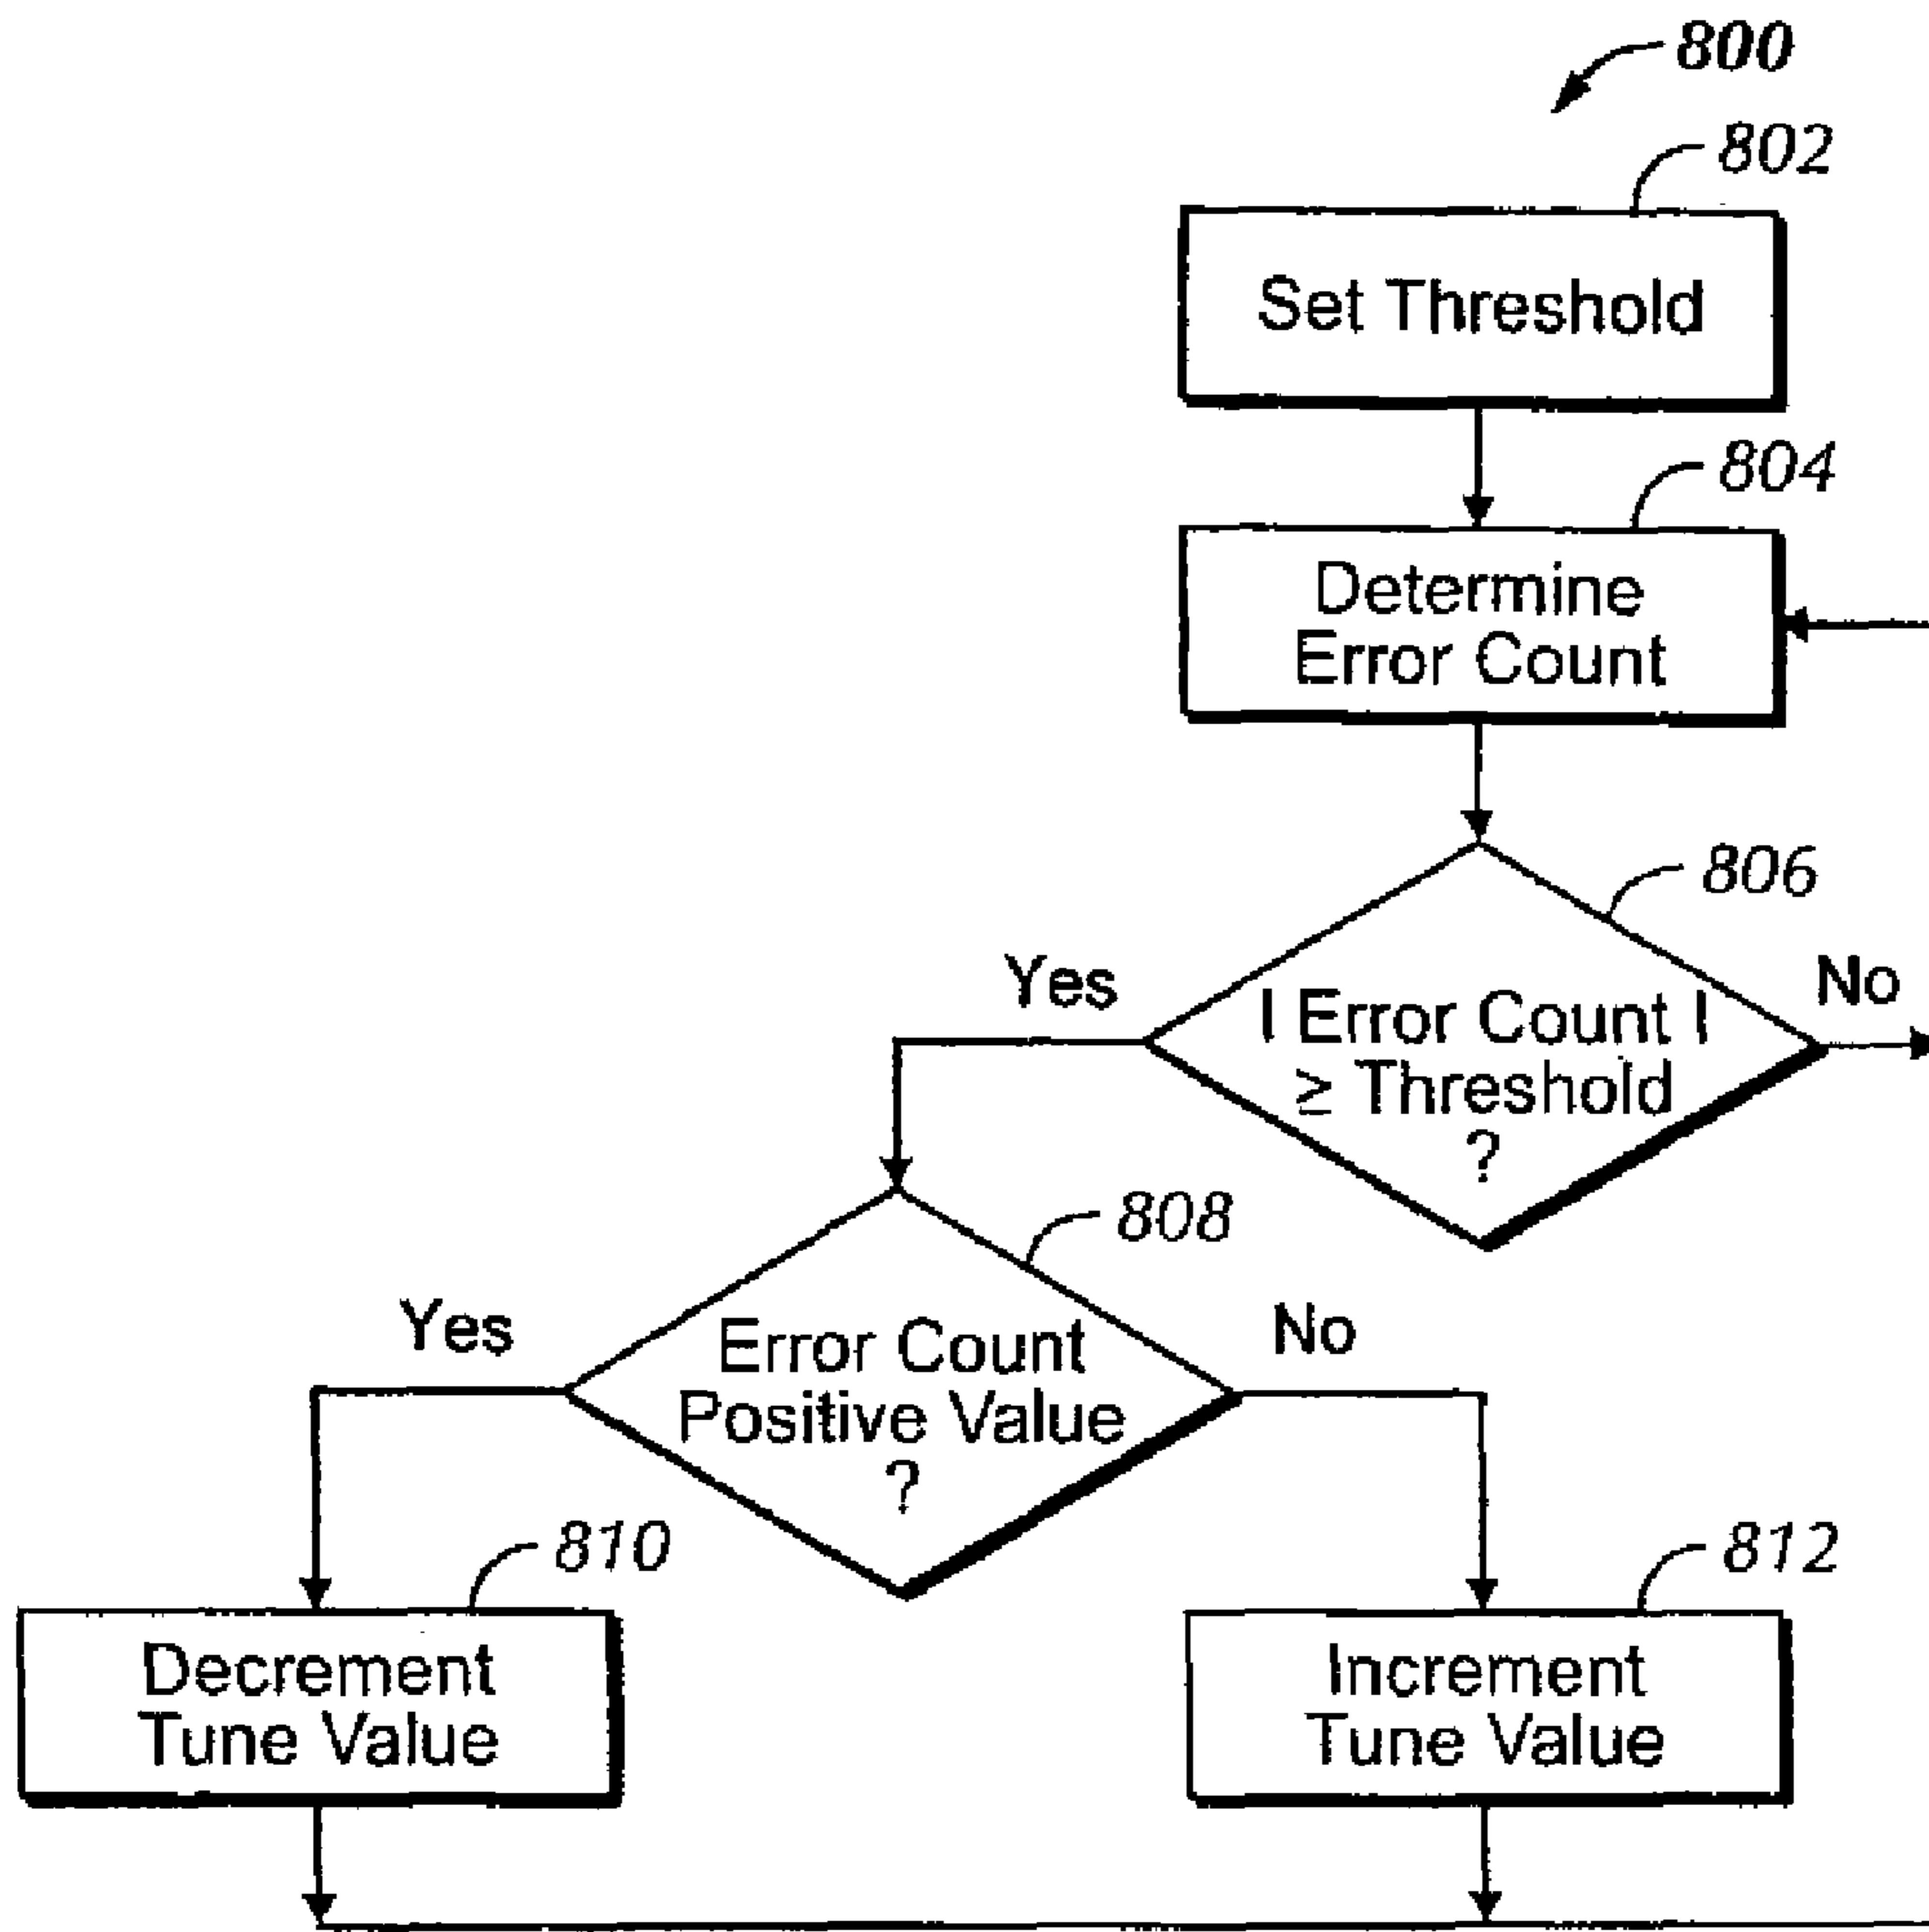 800
802
Set Threshold
804
Determine
Error Count
806
Yes
No
| Error Count |
≥ Threshold
?
808
Yes
No
Error Count
Positive Value
?
810
812
Decrement
Tune Value
Increment
Tune Value